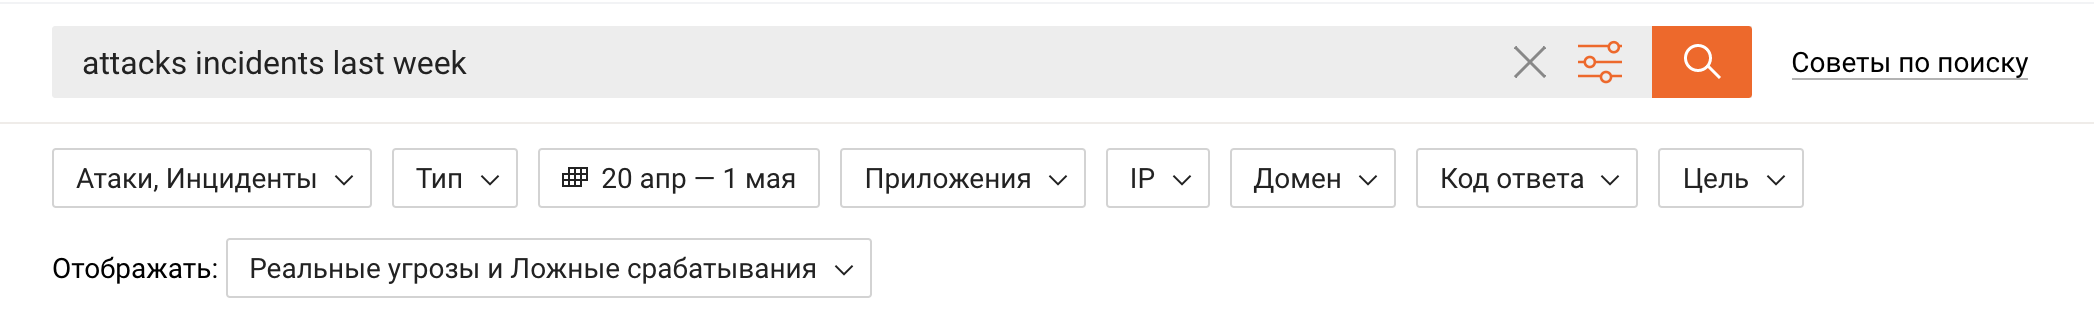 attacks incidents last week
Советы по поиску
Атаки, Инциденты
Тип
20 апр — 1 мая
Приложения
IP
Домен
Код ответа
Цель
Отображать: Реальные угрозы и Ложные срабатывания